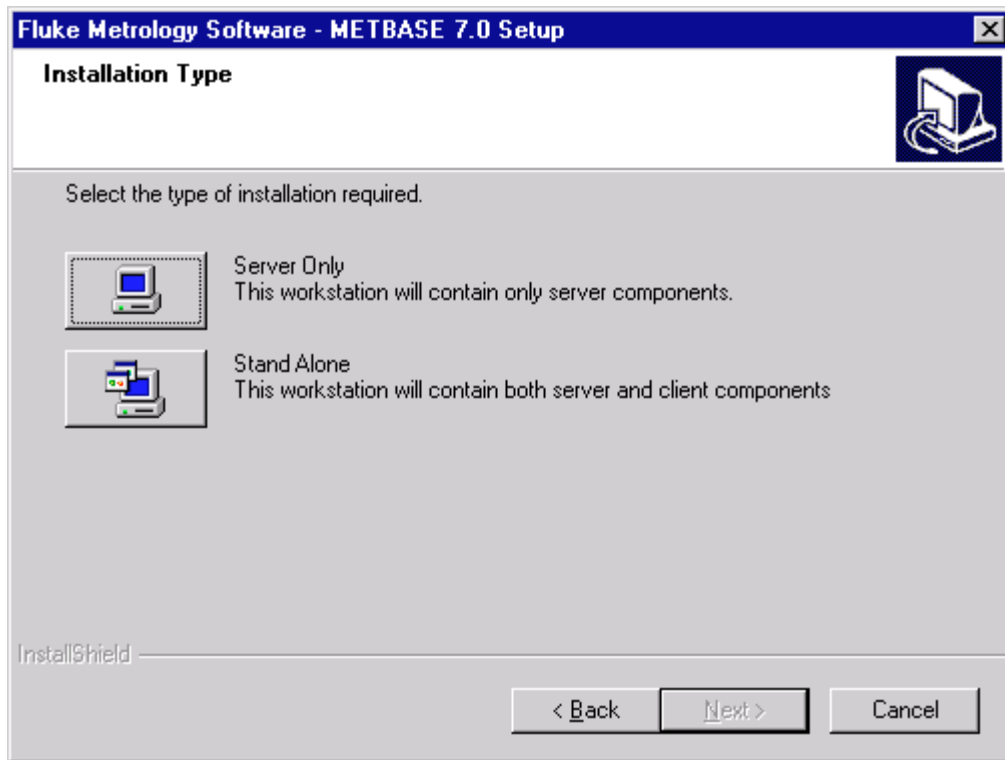 Fluke Metrology Software - METBASE 7.0 Setup
Installation Type
Select the type of installation required.
Server Only
This workstation will contain only server components.
Stand Alone
This workstation will contain both server and client components
InstallShield
< Back Next > Cancel